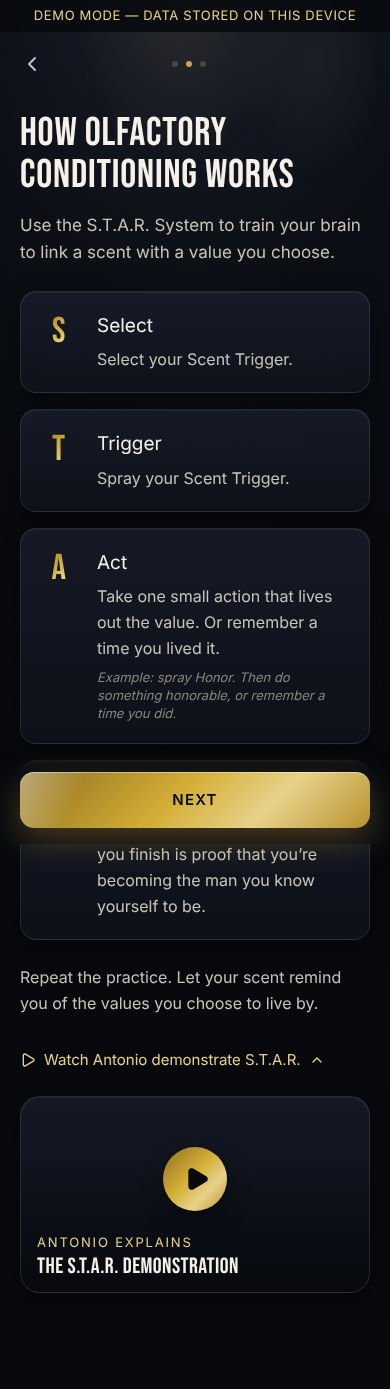 DEMO MODE — DATA STORED ON THIS DEVICE
HOW OLFACTORY
CONDITIONING WORKS
Use the S.T.A.R. System to train your brain
to link a scent with a value you choose.
S
Select
Select your Scent Trigger.
T
Trigger
Spray your Scent Trigger.
A
Act
Take one small action that lives
out the value. Or remember a
time you lived it.
Example: spray Honor. Then do
something honorable, or remember a
time you did.
NEXT
you finish is proof that you’re
becoming the man you know
yourself to be.
Repeat the practice. Let your scent remind
you of the values you choose to live by.
Watch Antonio demonstrate S.T.A.R.
ANTONIO EXPLAINS
THE S.T.A.R. DEMONSTRATION